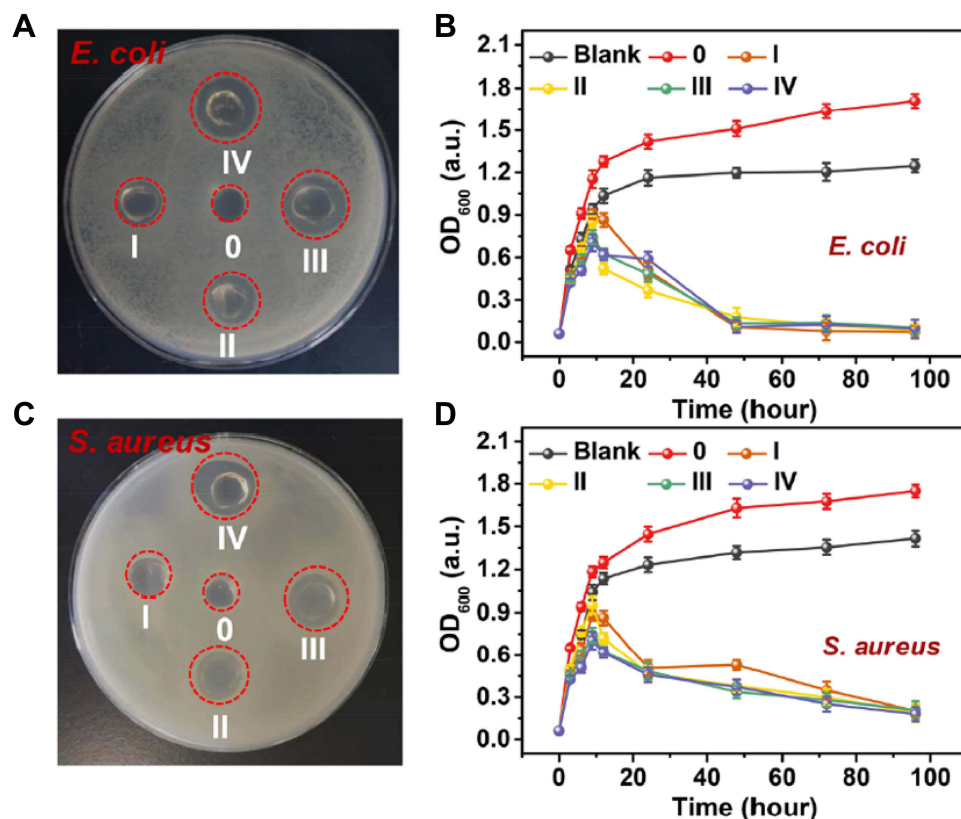 A
E. coli
IV
I
0
III
II
B
2.1
1.8
1.5
1.2
0.9
0.6
0.3
0.0
OD600 (a.u.)
Blank 0 I
II III IV
E. coli
0 20 40 60 80 100
Time (hour)
C
S. aureus
IV
I
0
III
II
D
2.1
1.8
1.5
1.2
0.9
0.6
0.3
0.0
OD600 (a.u.)
Blank 0 I
II III IV
S. aureus
0 20 40 60 80 100
Time (hour)